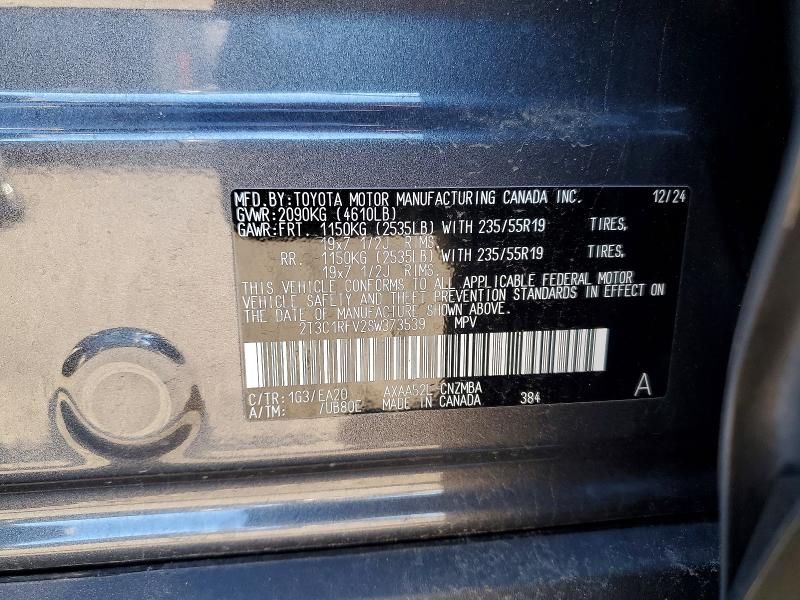 MFD.BY:TOYOTA MOTOR MANUFACTURING CANADA INC. 12/24
GVWR:2090KG (4610LB)
GAWR:FRT. 1150KG (2535LB) WITH 235/55R19 TIRES,
19x7 1/2J RIMS
RR. 1150KG (2535LB) WITH 235/55R19 TIRES,
19x7 1/2J RIMS.
THIS VEHICLE CONFORMS TO ALL APPLICABLE FEDERAL MOTOR
VEHICLE SAFETY AND THEFT PREVENTION STANDARDS IN EFFECT ON
THE DATE OF MANUFACTURE SHOWN ABOVE.
2T3C1RFV2SW373539 MPV
C/TR:1G3/EA20 AXAA52L-CNZMBA A
A/TM: /UB80E MADE IN CANADA 384